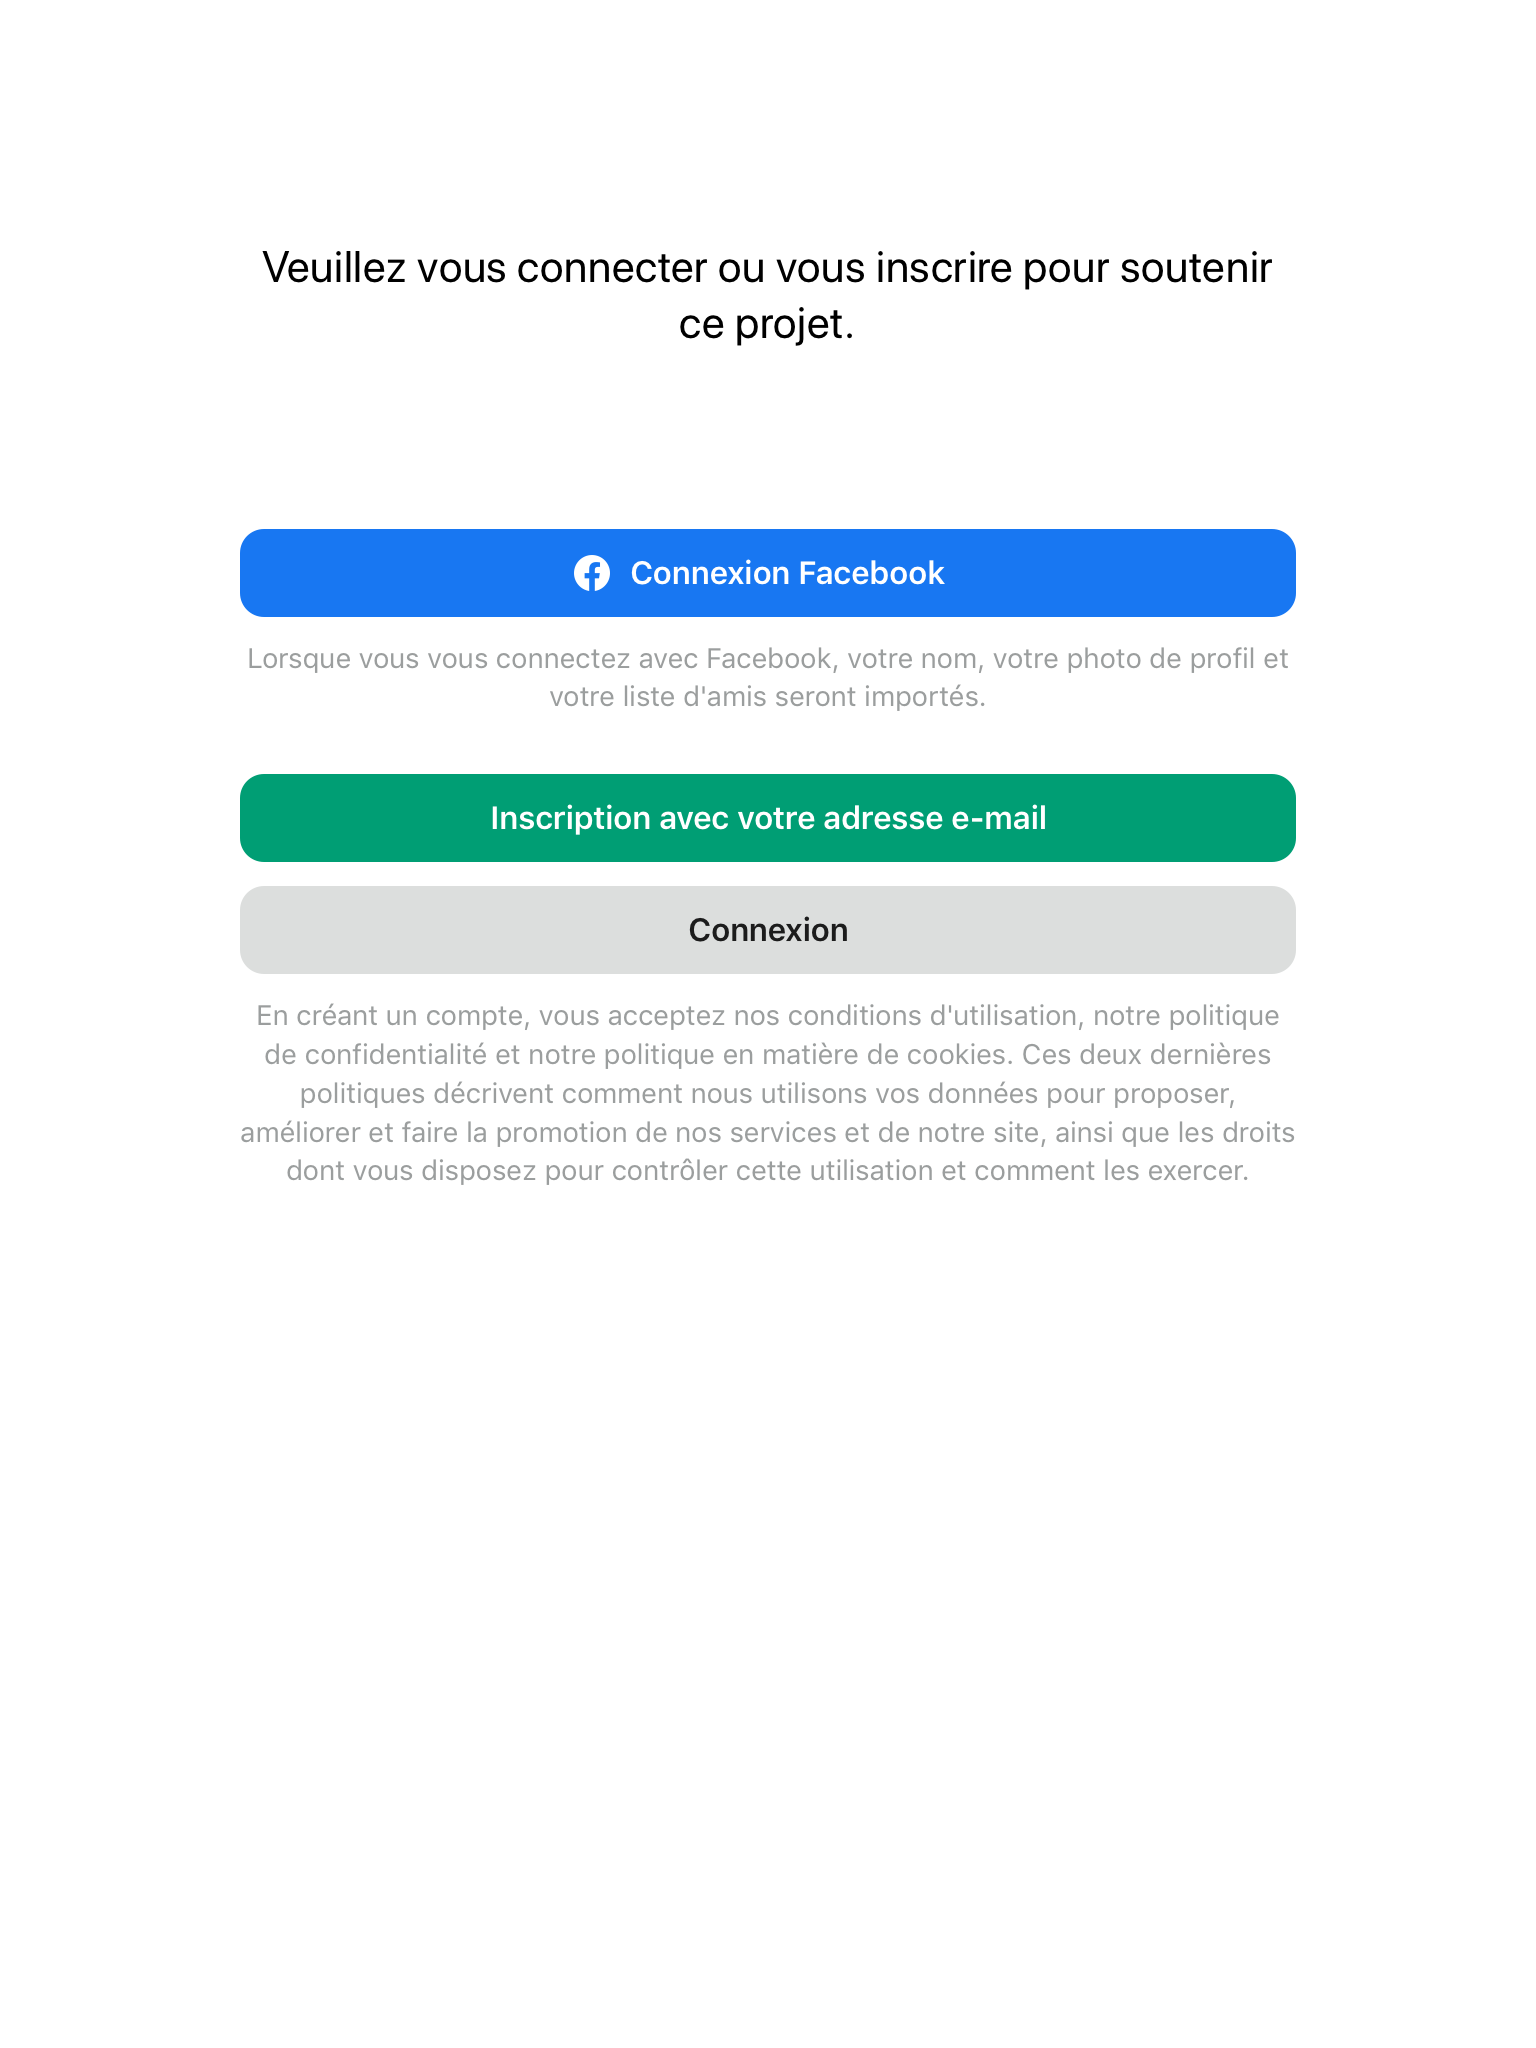 Veuillez vous connecter ou vous inscrire pour soutenir
ce projet.
Connexion Facebook
Lorsque vous vous connectez avec Facebook, votre nom, votre photo de profil et
votre liste d'amis seront importés.
Inscription avec votre adresse e-mail
Connexion
En créant un compte, vous acceptez nos conditions d'utilisation, notre politique
de confidentialité et notre politique en matière de cookies. Ces deux dernières
politiques décrivent comment nous utilisons vos données pour proposer,
améliorer et faire la promotion de nos services et de notre site, ainsi que les droits
dont vous disposez pour contrôler cette utilisation et comment les exercer.